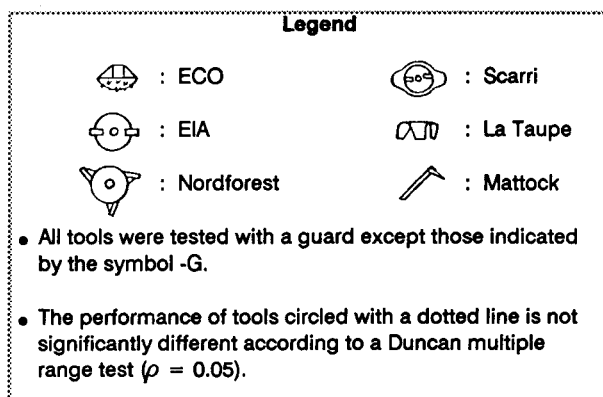 Legend
: ECO
: Scarri
: EIA
: La Taupe
: Nordforest
: Mattock
• All tools were tested with a guard except those indicated
by the symbol -G.
• The performance of tools circled with a dotted line is not
significantly different according to a Duncan multiple
range test (ρ = 0.05).